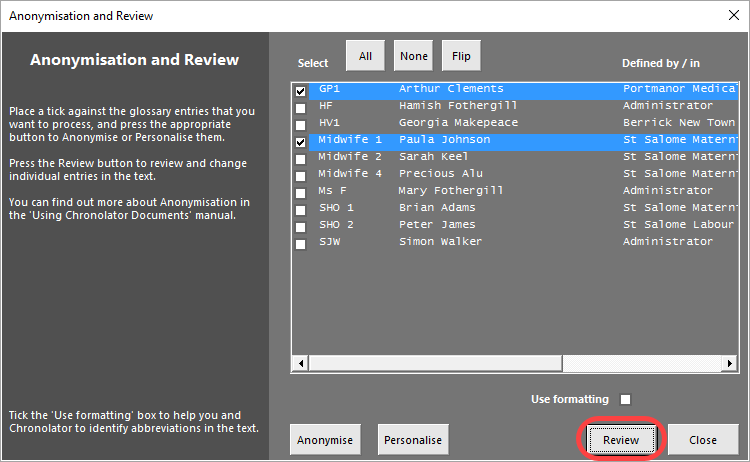 Anonymisation and Review
Anonymisation and Review
Place a tick against the glossary entries that you
want to process, and press the appropriate
button to Anonymise or Personalise them.
Press the Review button to review and change
individual entries in the text.
You can find out more about Anonymisation in
the 'Using Chronolator Documents' manual.
Tick the 'Use formatting' box to help you and
Chronolator to identify abbreviations in the text.
Select All None Flip Defined by / in
GP1 Arthur Clements Portmanor Medica
HF Hamish Fothergill Administrator
HV1 Georgia Makepeace Berrick New Town
Midwife 1 Paula Johnson St Salome Matern
Midwife 2 Sarah Keel St Salome Matern
Midwife 4 Precious Alu St Salome Matern
Ms F Mary Fothergill Administrator
SHO 1 Brian Adams St Salome Matern
SHO 2 Peter James St Salome Labour
SJW Simon Walker Administrator
Use formatting
Anonymise Personalise Review Close